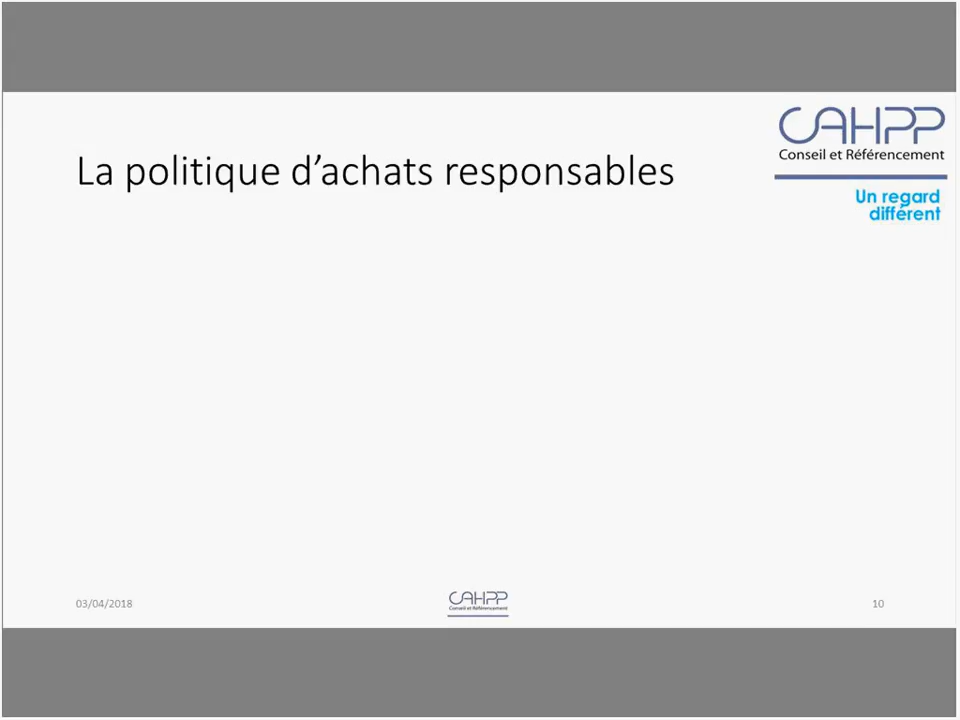 CAHPP
Conseil et Référencement
Un regard
différent
La politique d’achats responsables
03/04/2018
CAHPP
Conseil et Référencement
10